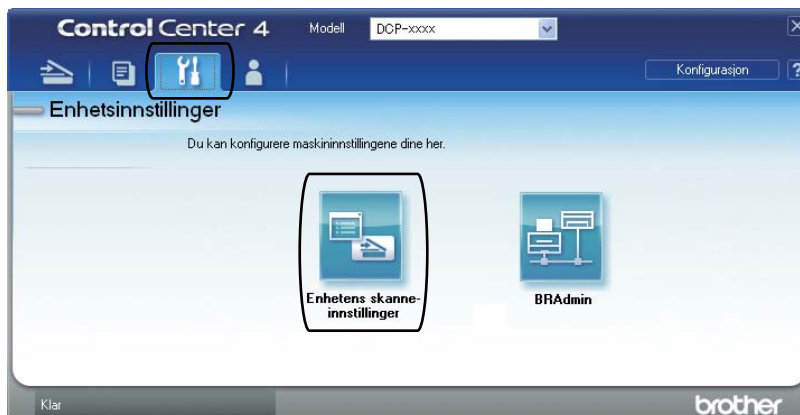 Control Center 4
Modell
DCP-xxxx
Konfigurasjon
?
Enhetsinnstillinger
Du kan konfigurere maskininnstillingene dine her.
Enhetens skanne-
innstillinger
BRAdmin
Klar
brother